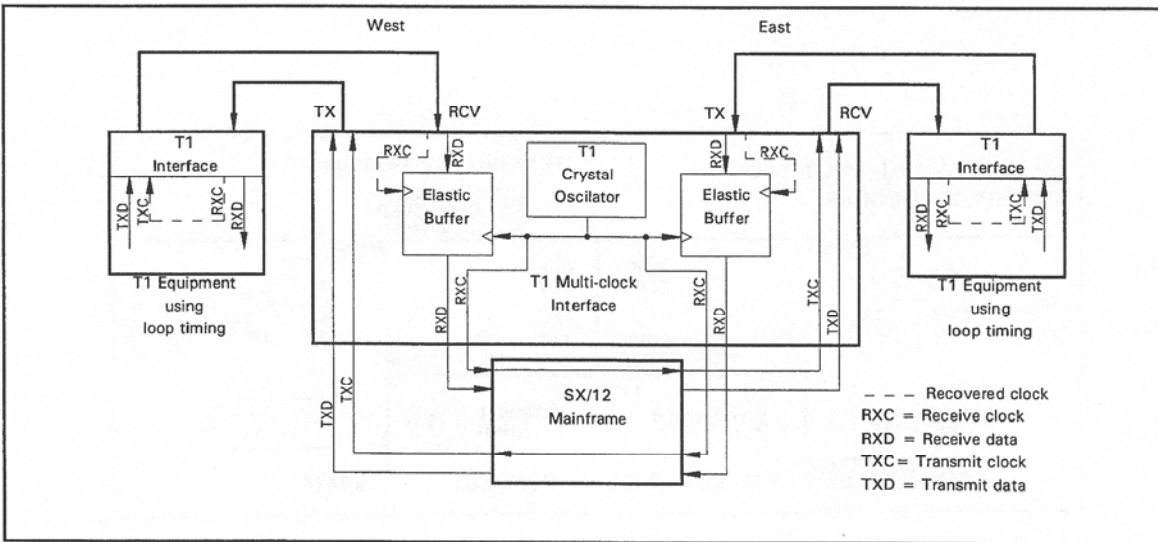 West
East
TX
RCV
TX
RCV
T1
Interface
TXD
TXC
RXC
RXD
T1 Equipment
using
loop timing
RXC
RXD
Elastic
Buffer
T1
Crystal
Oscilator
RXD
RXC
Elastic
Buffer
T1 Multi-clock
Interface
RXD
RXC
RXC
RXD
TXC
TXD
TXD
TXC
SX/12
Mainframe
T1
Interface
RXD
RXC
TXC
TXD
T1 Equipment
using
loop timing
Recovered clock
RXC = Receive clock
RXD = Receive data
TXC = Transmit clock
TXD = Transmit data